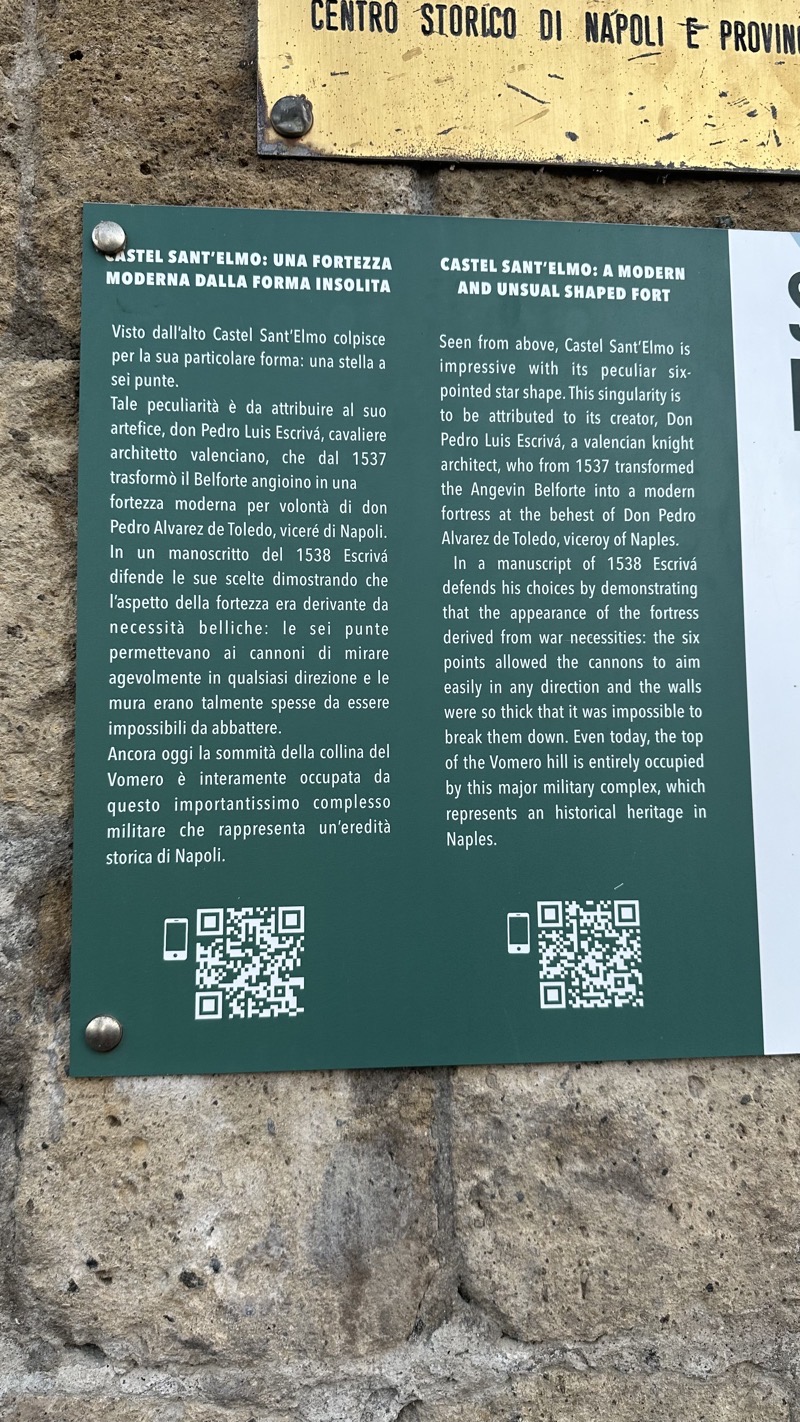 CENTRO STORICO DI NAPOLI E
CASTEL SANT'ELMO: UNA FORTEZZA
MODERNA DALLA FORMA INSOLITA
Visto dall'alto Castel Sant'Elmo colpisce
per la sua particolare forma: una stella a
sei punte.
Tale peculiarità è da attribuire al suo
artefice, don Pedro Luis Escrivá, cavaliere
architetto valenciano, che dal 1537
trasformò il Belforte angioino in una
fortezza moderna per volontà di don
Pedro Alvarez de Toledo, viceré di Napoli.
In un manoscritto del 1538 Escrivá
difende le sue scelte dimostrando che
l'aspetto della fortezza era derivante da
necessità belliche: le sei punte
permettevano ai cannoni di mirare
agevolmente in qualsiasi direzione e le
mura erano talmente spesse da essere
impossibili da abbattere.
Ancora oggi la sommità della collina del
Vomero è interamente occupata da
questo importantissimo complesso
militare che rappresenta un'eredità
storica di Napoli.
CASTEL SANT'ELMO: A MODERN
AND UNSUAL SHAPED FORT
Seen from above, Castel Sant'Elmo is
impressive with its peculiar six-
pointed star shape. This singularity is
to be attributed to its creator, Don
Pedro Luis Escrivá, a valencian knight
architect, who from 1537 transformed
the Angevin Belforte into a modern
fortress at the behest of Don Pedro
Alvarez de Toledo, viceroy of Naples.
In a manuscript of 1538 Escrivá
defends his choices by demonstrating
that the appearance of the fortress
derived from war necessities: the six
points allowed the cannons to aim
easily in any direction and the walls
were so thick that it was impossible to
break them down. Even today, the top
of the Vomero hill is entirely occupied
by this major military complex, which
represents an historical heritage in
Naples.